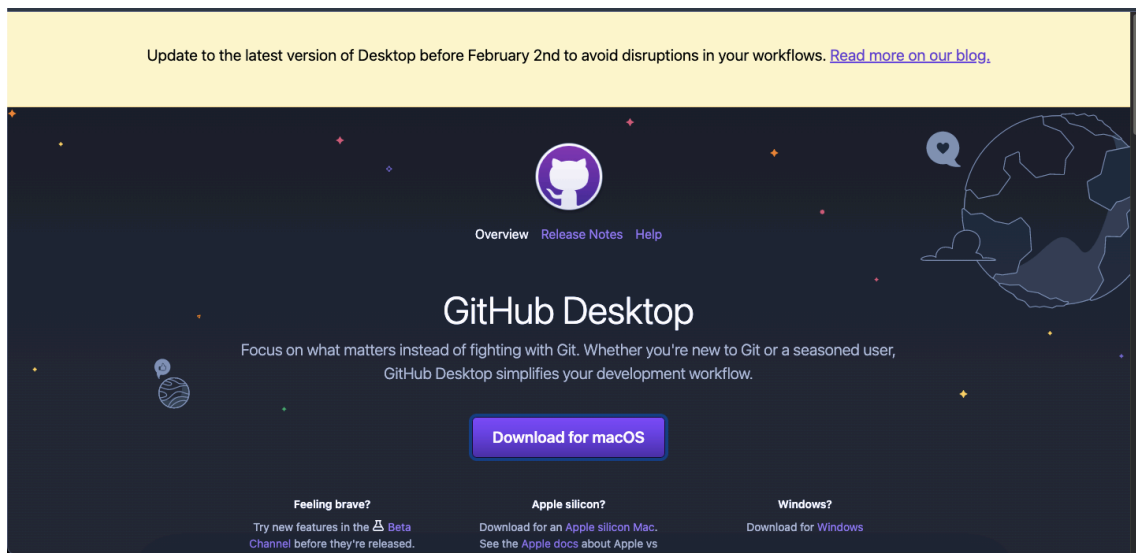 Update to the latest version of Desktop before February 2nd to avoid disruptions in your workflows. Read more on our blog.
Overview Release Notes Help
GitHub Desktop
Focus on what matters instead of fighting with Git. Whether you're new to Git or a seasoned user,
GitHub Desktop simplifies your development workflow.
Download for macOS
Feeling brave?
Try new features in the Beta
Channel before they're released.
Apple silicon?
Download for an Apple silicon Mac.
See the Apple docs about Apple vs
Windows?
Download for Windows